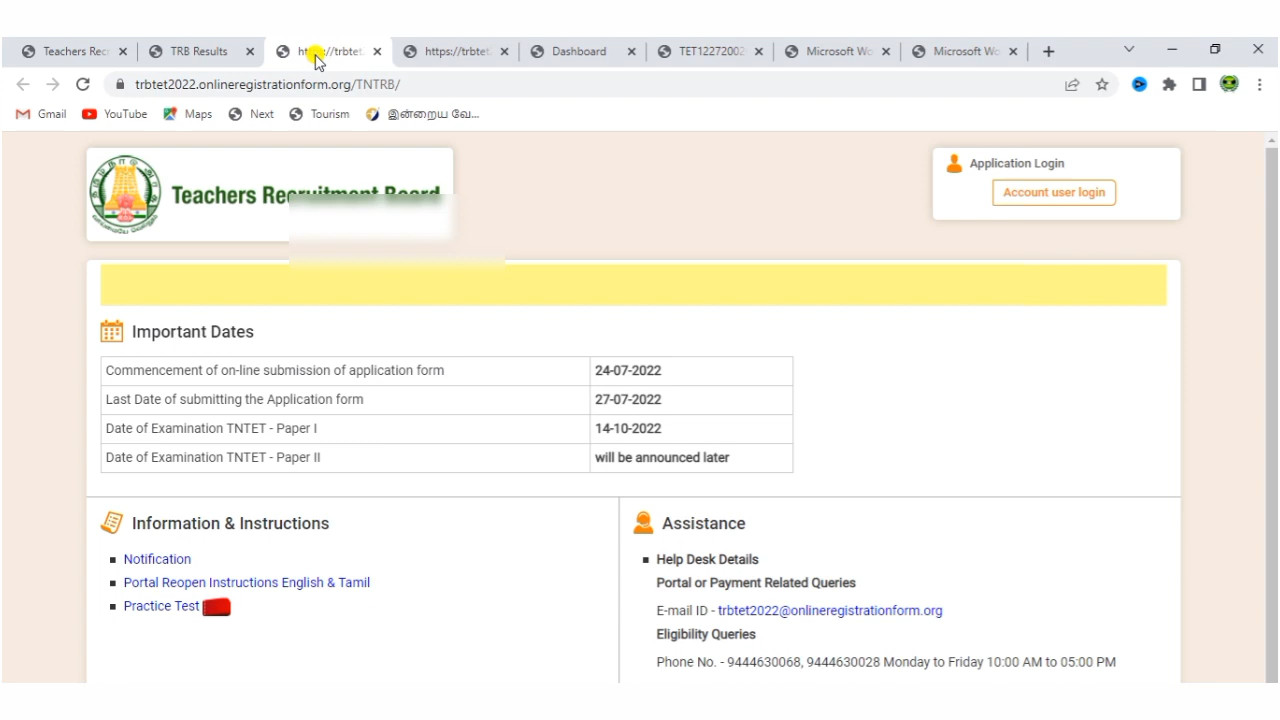 Teachers Rec
TRB Results
https://trbtet.
https://trbtet.
Dashboard
TET12272002
Microsoft Wo
Microsoft Wo
trbtet2022.onlineregistrationform.org/TNTRB/
Gmail
YouTube
Maps
Next
Tourism
இன்றைய வே...
Teachers Recruitment Board
Application Login
Account user login
Important Dates
Commencement of on-line submission of application form 24-07-2022
Last Date of submitting the Application form 27-07-2022
Date of Examination TNTET - Paper I 14-10-2022
Date of Examination TNTET - Paper II will be announced later
Information & Instructions
Notification
Portal Reopen Instructions English & Tamil
Practice Test
Assistance
Help Desk Details
Portal or Payment Related Queries
E-mail ID - trbtet2022@onlineregistrationform.org
Eligibility Queries
Phone No. - 9444630068, 9444630028 Monday to Friday 10:00 AM to 05:00 PM